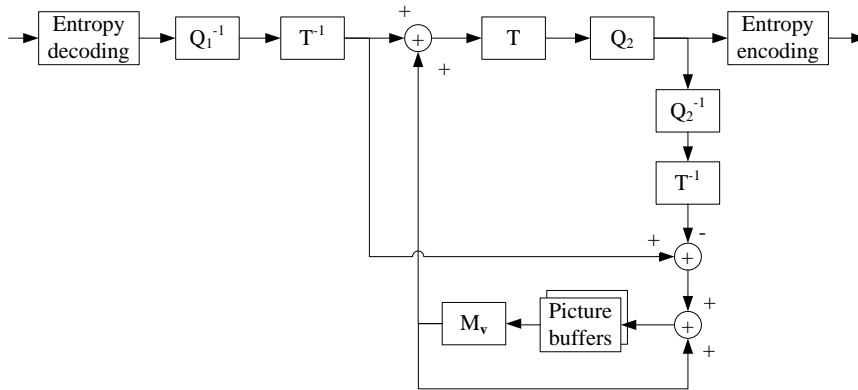 +
Entropy
decoding
Q₁⁻¹
T⁻¹
+
T
Q₂
Entropy
encoding
+
Q₂⁻¹
T⁻¹
-
+
+
Mᵥ
Picture
buffers
+
+
+